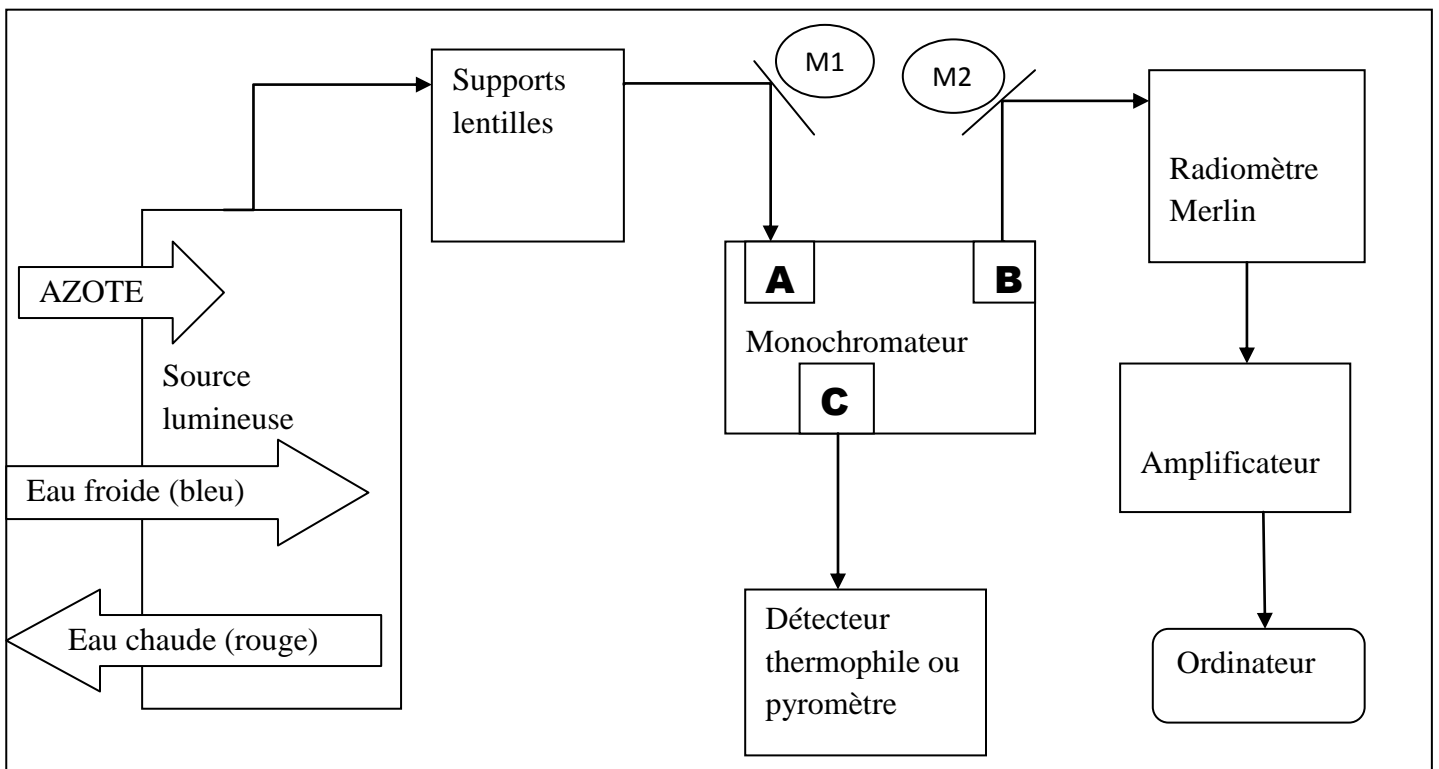 Supports
lentilles
M1
M2
Radiomètre
Merlin
AZOTE
Source
lumineuse
A
B
Monochromateur
C
Amplificateur
Eau froide (bleu)
Eau chaude (rouge)
Détecteur
thermophile ou
pyromètre
Ordinateur